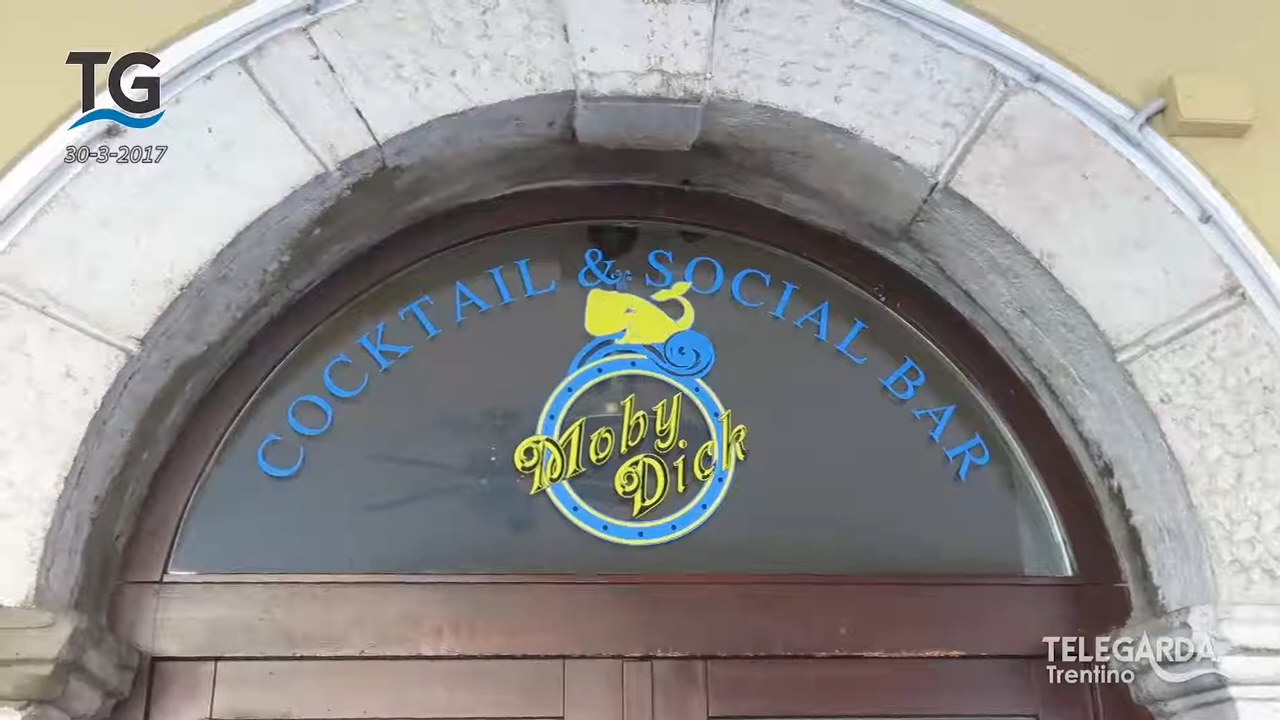 TG
30-3-2017
COCKTAIL & SOCIAL BAR
Moby
Dick
TELEGARDA
Trentino